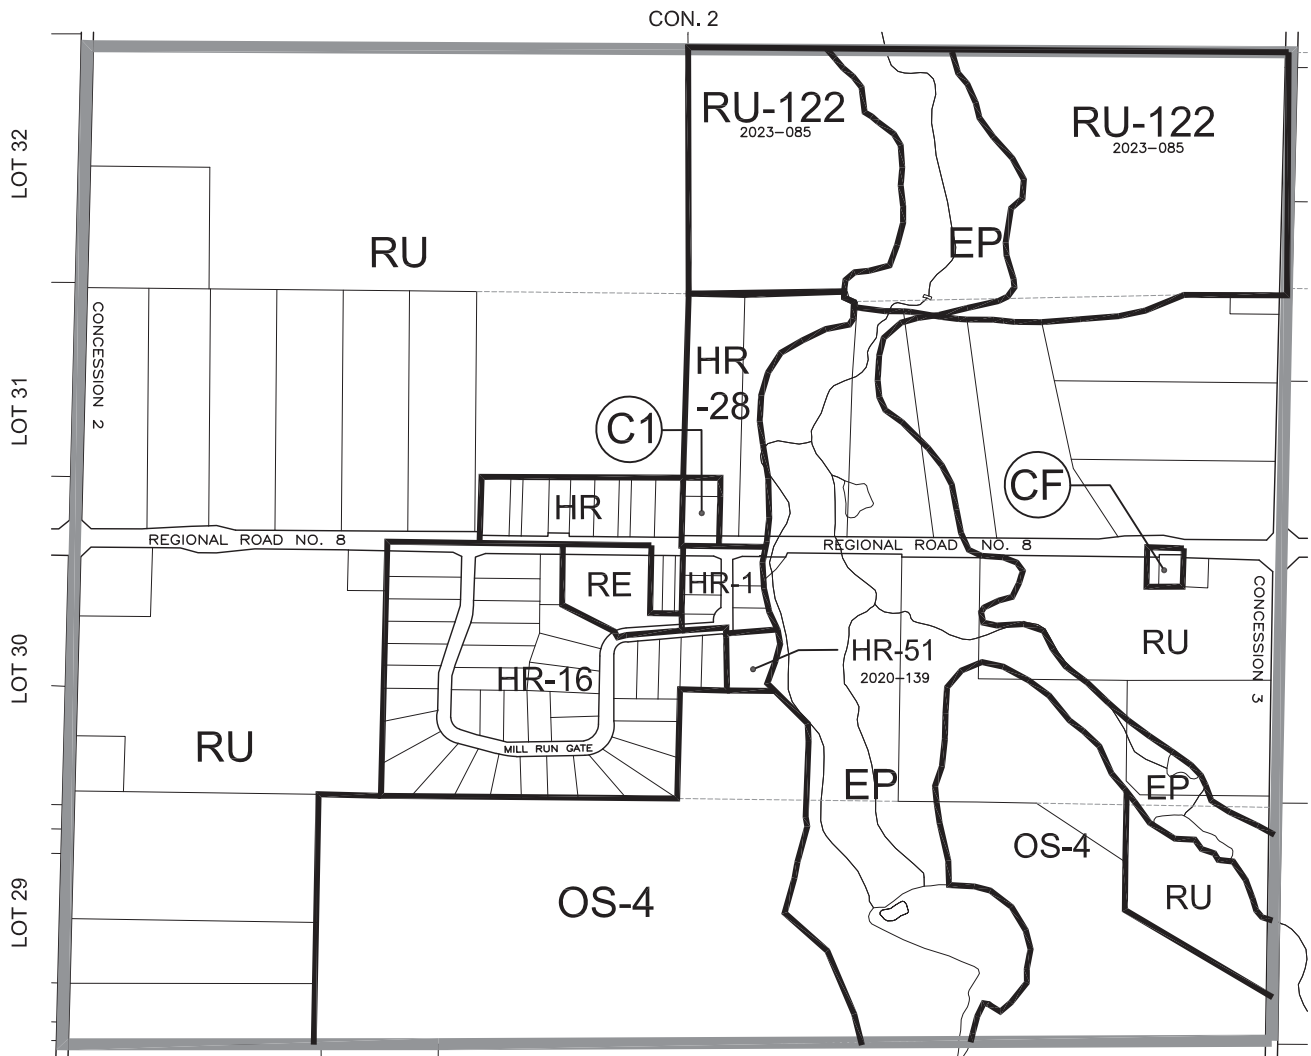 CON. 2
RU-122
2023-085
RU-122
2023-085
LOT 32
RU
EP
CONCESSION 2
LOT 31
HR
-28
C1
HR
CF
REGIONAL ROAD NO. 8
REGIONAL ROAD NO. 8
RE
HR-1
CONCESSION 3
LOT 30
RU
HR-51
2020-139
HR-16
RU
MILL RUN GATE
EP
EP
OS-4
LOT 29
OS-4
RU